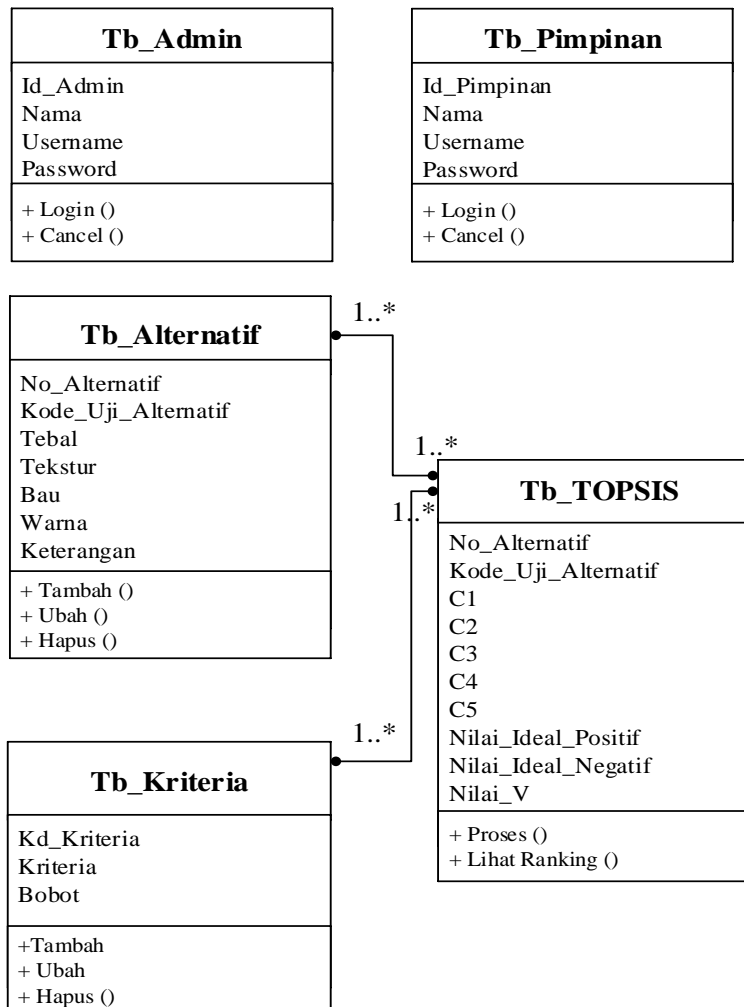 Tb_Admin
Id_Admin
Nama
Username
Password
+ Login ()
+ Cancel ()
Tb_Pimpinan
Id_Pimpinan
Nama
Username
Password
+ Login ()
+ Cancel ()
Tb_Alternatif
No_Alternatif
Kode_Uji_Alternatif
Tebal
Tekstur
Bau
Warna
Keterangan
+ Tambah ()
+ Ubah ()
+ Hapus ()
1..*
1..*
1..*
Tb_TOPSIS
No_Alternatif
Kode_Uji_Alternatif
C1
C2
C3
C4
C5
Nilai_Ideal_Positif
Nilai_Ideal_Negatif
Nilai_V
+ Proses ()
+ Lihat Ranking ()
1..*
Tb_Kriteria
Kd_Kriteria
Kriteria
Bobot
+Tambah
+ Ubah
+ Hapus ()